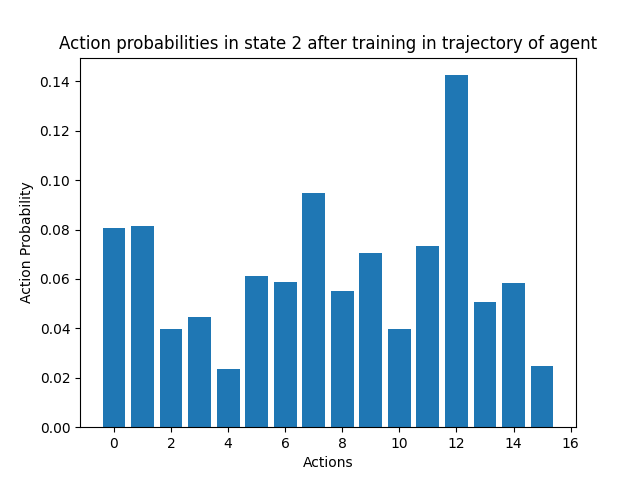 Action probabilities in state 2 after training in trajectory of agent
0.14
0.12
0.10
0.08
0.06
0.04
0.02
0.00
Action Probability
0 2 4 6 8 10 12 14 16
Actions